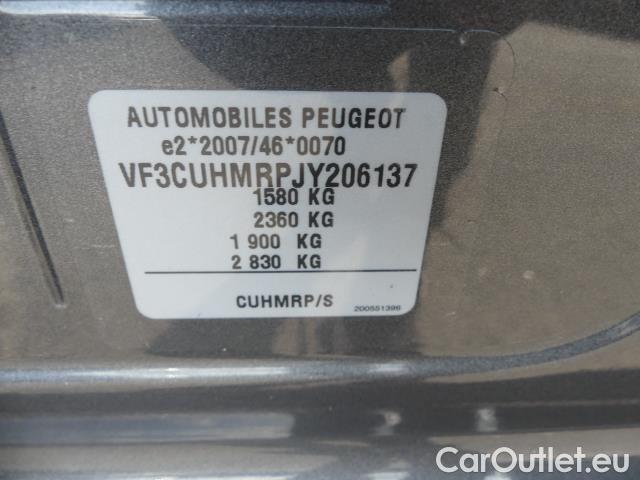 AUTOMOBILES PEUGEOT
e2*2007/46*0070
VF3CUHMRPJY206137
1580 KG
2360 KG
1 900 KG
2 830 KG
CUHMRP/S
200551396
CarOutlet.eu